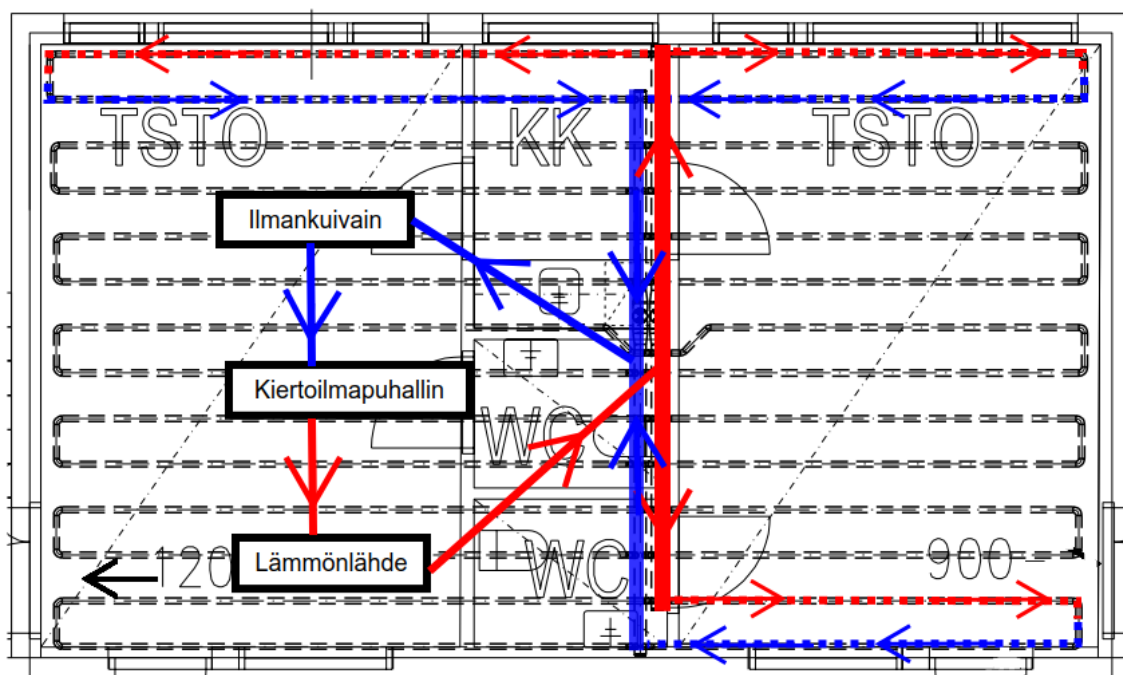 TSTO
KK
TSTO
Ilmankuivain
Kiertoilmapuhallin
WC
Lämmönlähde
120
WC
900